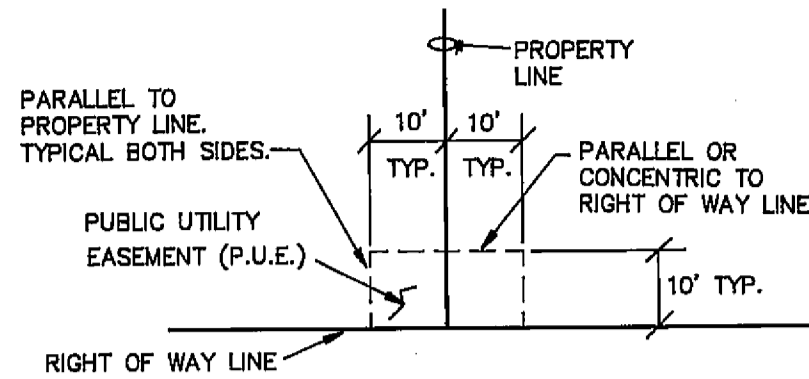 PROPERTY
LINE
PARALLEL TO
PROPERTY LINE.
TYPICAL BOTH SIDES.
10' 10'
TYP. TYP.
PARALLEL OR
CONCENTRIC TO
RIGHT OF WAY LINE
PUBLIC UTILITY
EASEMENT (P.U.E.)
10' TYP.
RIGHT OF WAY LINE